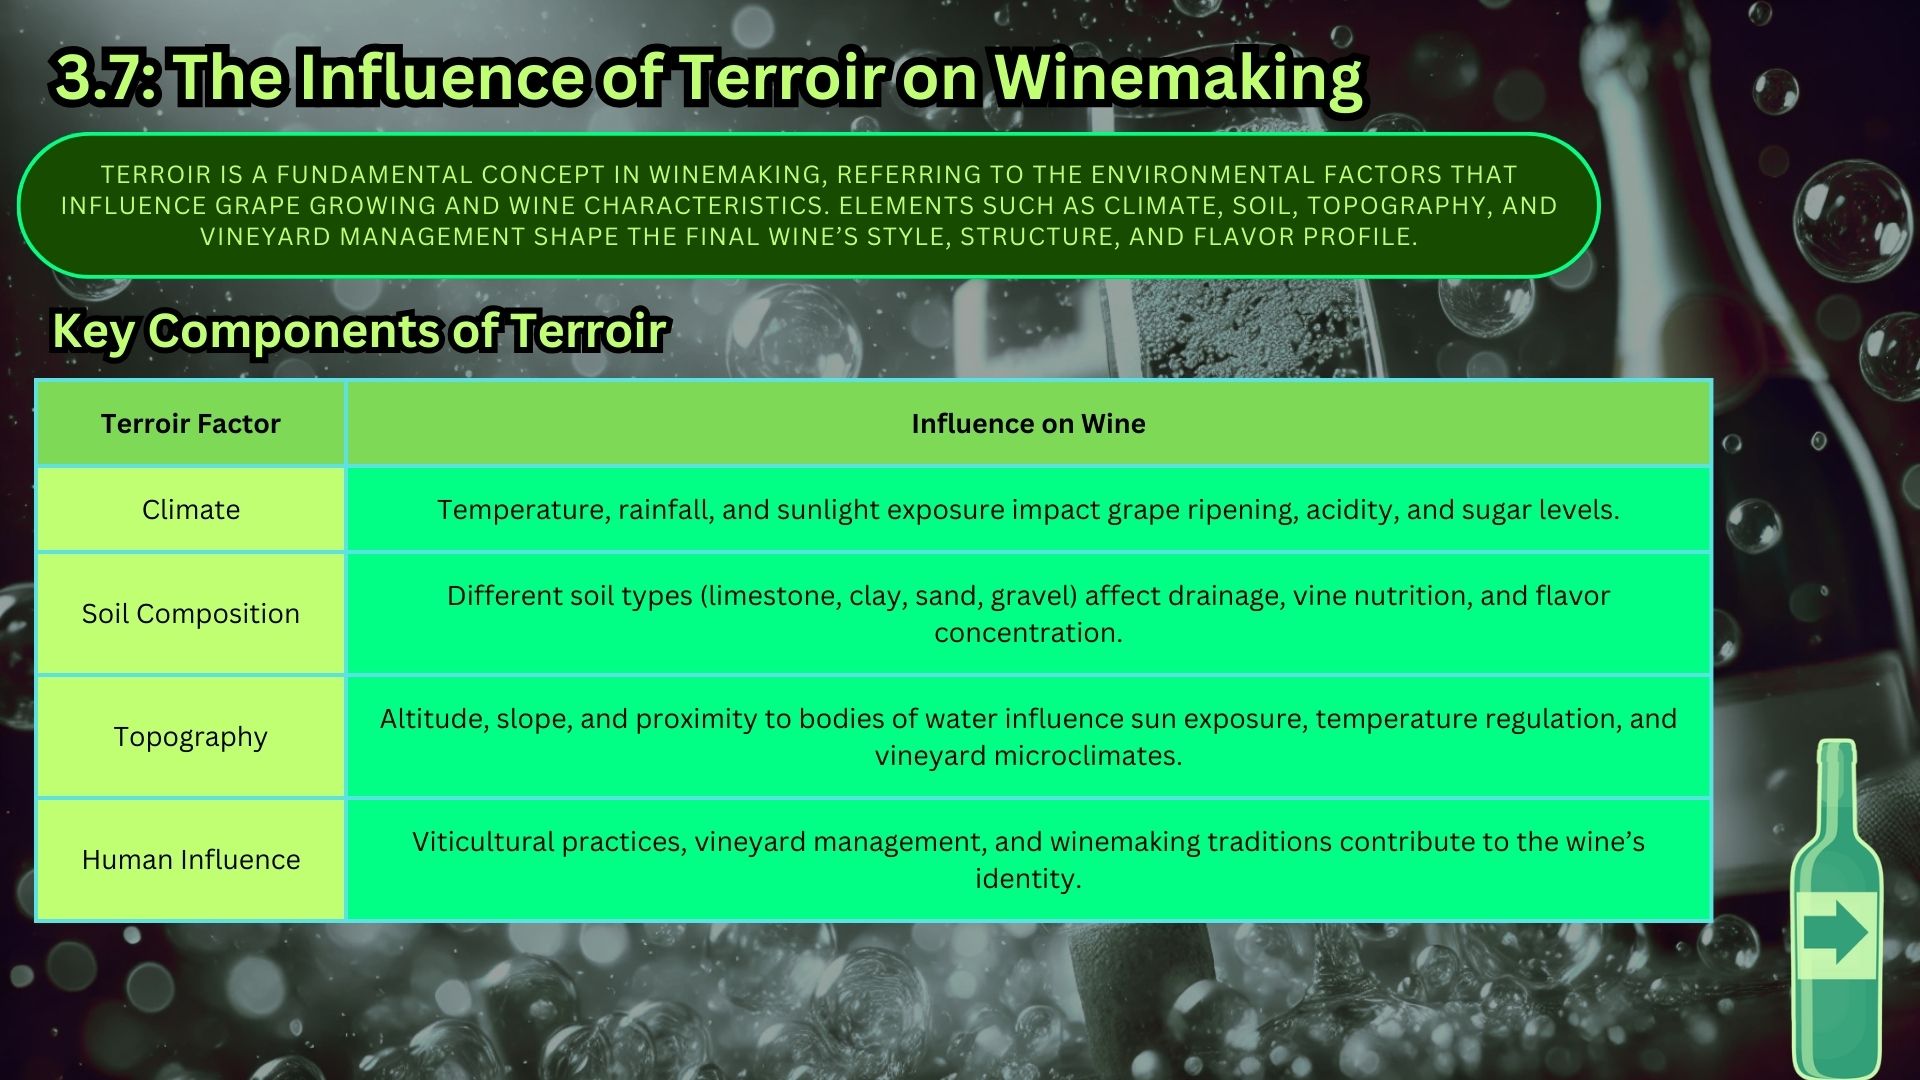 3.7: The Influence of Terroir on Winemaking
TERROIR IS A FUNDAMENTAL CONCEPT IN WINEMAKING, REFERRING TO THE ENVIRONMENTAL FACTORS THAT
INFLUENCE GRAPE GROWING AND WINE CHARACTERISTICS. ELEMENTS SUCH AS CLIMATE, SOIL, TOPOGRAPHY, AND
VINEYARD MANAGEMENT SHAPE THE FINAL WINE’S STYLE, STRUCTURE, AND FLAVOR PROFILE.
Key Components of Terroir
Terroir Factor
Influence on Wine
Climate
Temperature, rainfall, and sunlight exposure impact grape ripening, acidity, and sugar levels.
Soil Composition
Different soil types (limestone, clay, sand, gravel) affect drainage, vine nutrition, and flavor
concentration.
Topography
Altitude, slope, and proximity to bodies of water influence sun exposure, temperature regulation, and
vineyard microclimates.
Human Influence
Viticultural practices, vineyard management, and winemaking traditions contribute to the wine’s
identity.